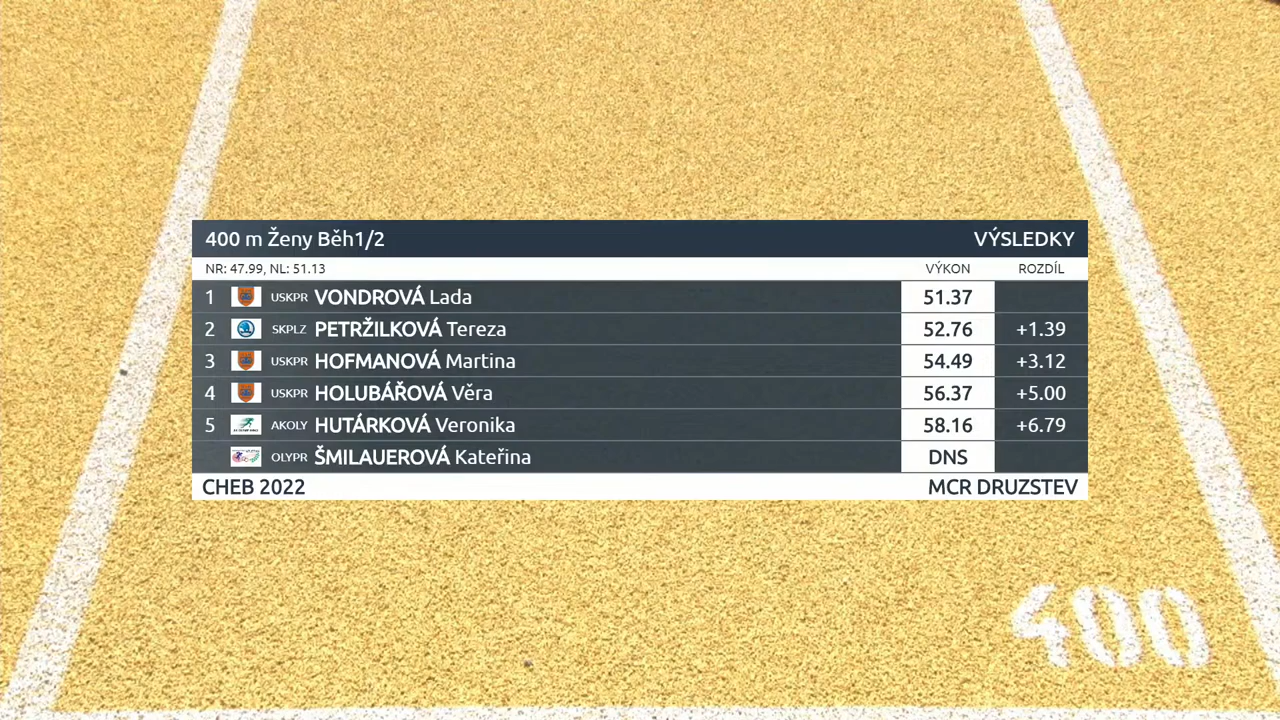 400 m Ženy Běh1/2 VÝSLEDKY
NR: 47.99, NL: 51.13 VÝKON ROZDÍL
1 USKPR VONDROVÁ Lada 51.37
2 SKPLZ PETRŽILKOVÁ Tereza 52.76 +1.39
3 USKPR HOFMANOVÁ Martina 54.49 +3.12
4 USKPR HOLUBÁŘOVÁ Věra 56.37 +5.00
5 AKOLY HUTÁRKOVÁ Veronika 58.16 +6.79
OLYPR ŠMILAUEROVÁ Kateřina DNS
CHEB 2022 MCR DRUZSTEV
400